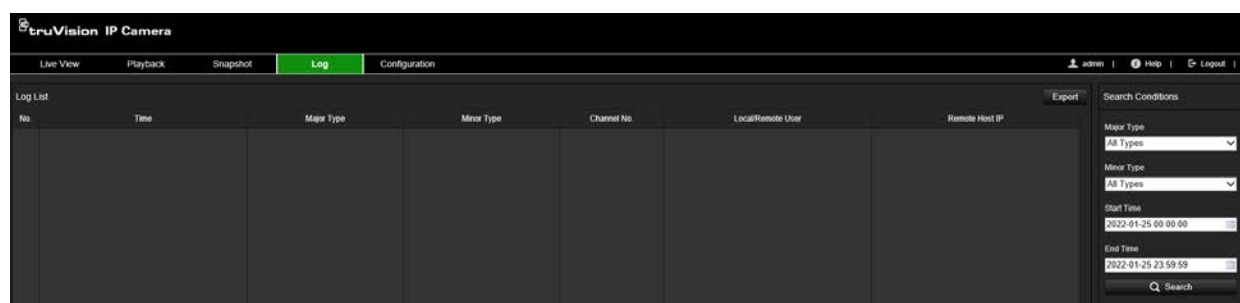 truVision IP Camera
Live View Playback Snapshot Log Configuration admin | Help | Logout |
Log List Export Search Conditions
No. Time Major Type Minor Type Channel No. Local/Remote User Remote Host IP
Major Type
All Types
Minor Type
All Types
Start Time
2022-01-25 00:00:00
End Time
2022-01-25 23:59:59
Search